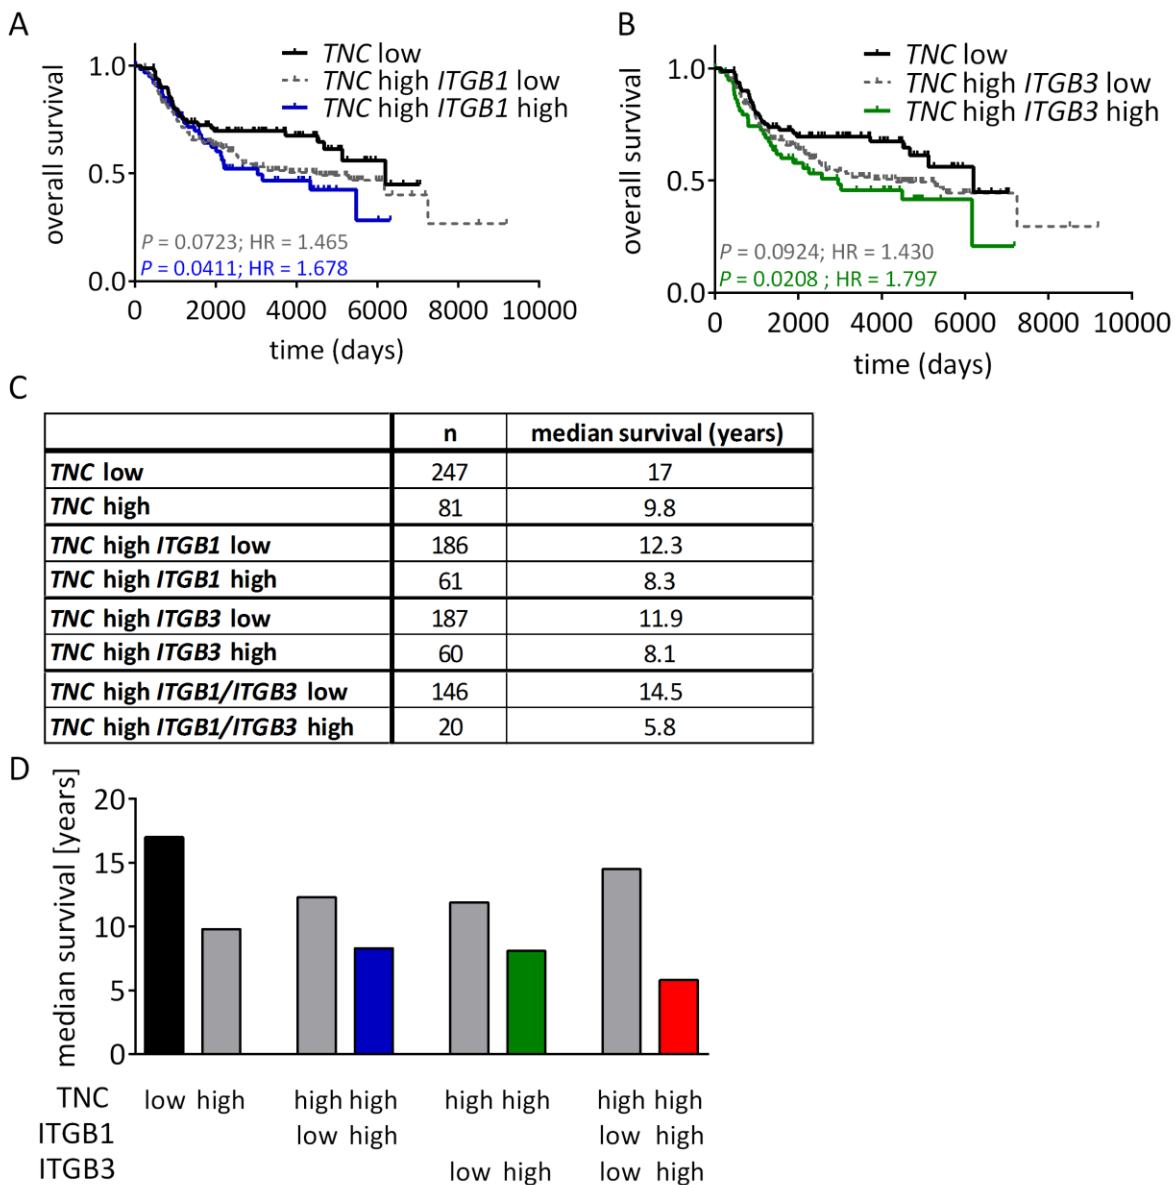 A
TNC low
TNC high ITGB1 low
TNC high ITGB1 high
overall survival
1.0
0.5
0.0
P = 0.0723; HR = 1.465
P = 0.0411; HR = 1.678
0 2000 4000 6000 8000 10000
time (days)
B
TNC low
TNC high ITGB3 low
TNC high ITGB3 high
overall survival
1.0
0.5
0.0
P = 0.0924; HR = 1.430
P = 0.0208 ; HR = 1.797
0 2000 4000 6000 8000 10000
time (days)
C
n median survival (years)
TNC low 247 17
TNC high 81 9.8
TNC high ITGB1 low 186 12.3
TNC high ITGB1 high 61 8.3
TNC high ITGB3 low 187 11.9
TNC high ITGB3 high 60 8.1
TNC high ITGB1/ITGB3 low 146 14.5
TNC high ITGB1/ITGB3 high 20 5.8
D
median survival [years]
20
15
10
5
0
TNC low high high high high high high high
ITGB1 low high low high
ITGB3 low high low high